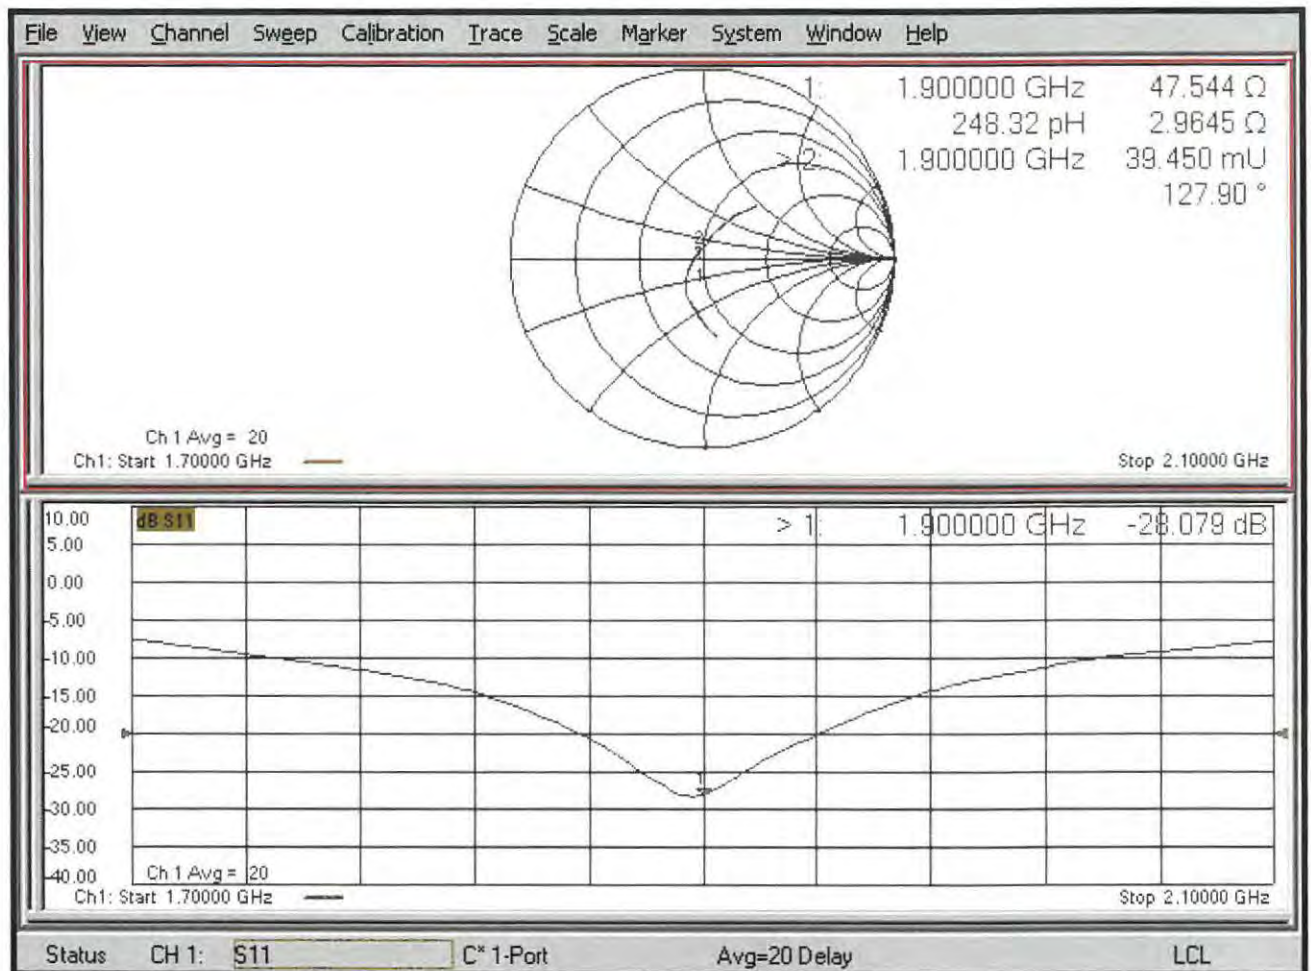 File View Channel Sweep Calibration Trace Scale Marker System Window Help
1: 1.900000 GHz 47.544 Ω
248.32 pH 2.9645 Ω
> 2: 1.900000 GHz 39.450 mU
127.90 °
2
1
Ch 1 Avg = 20
Ch1: Start 1.70000 GHz
Stop 2.10000 GHz
10.00
dB S11
> 1: 1.900000 GHz -28.079 dB
5.00
0.00
-5.00
-10.00
-15.00
-20.00
-25.00
1
-30.00
-35.00
-40.00
Ch 1 Avg = 20
Ch1: Start 1.70000 GHz
Stop 2.10000 GHz
Status CH 1: S11 C* 1-Port Avg=20 Delay LCL